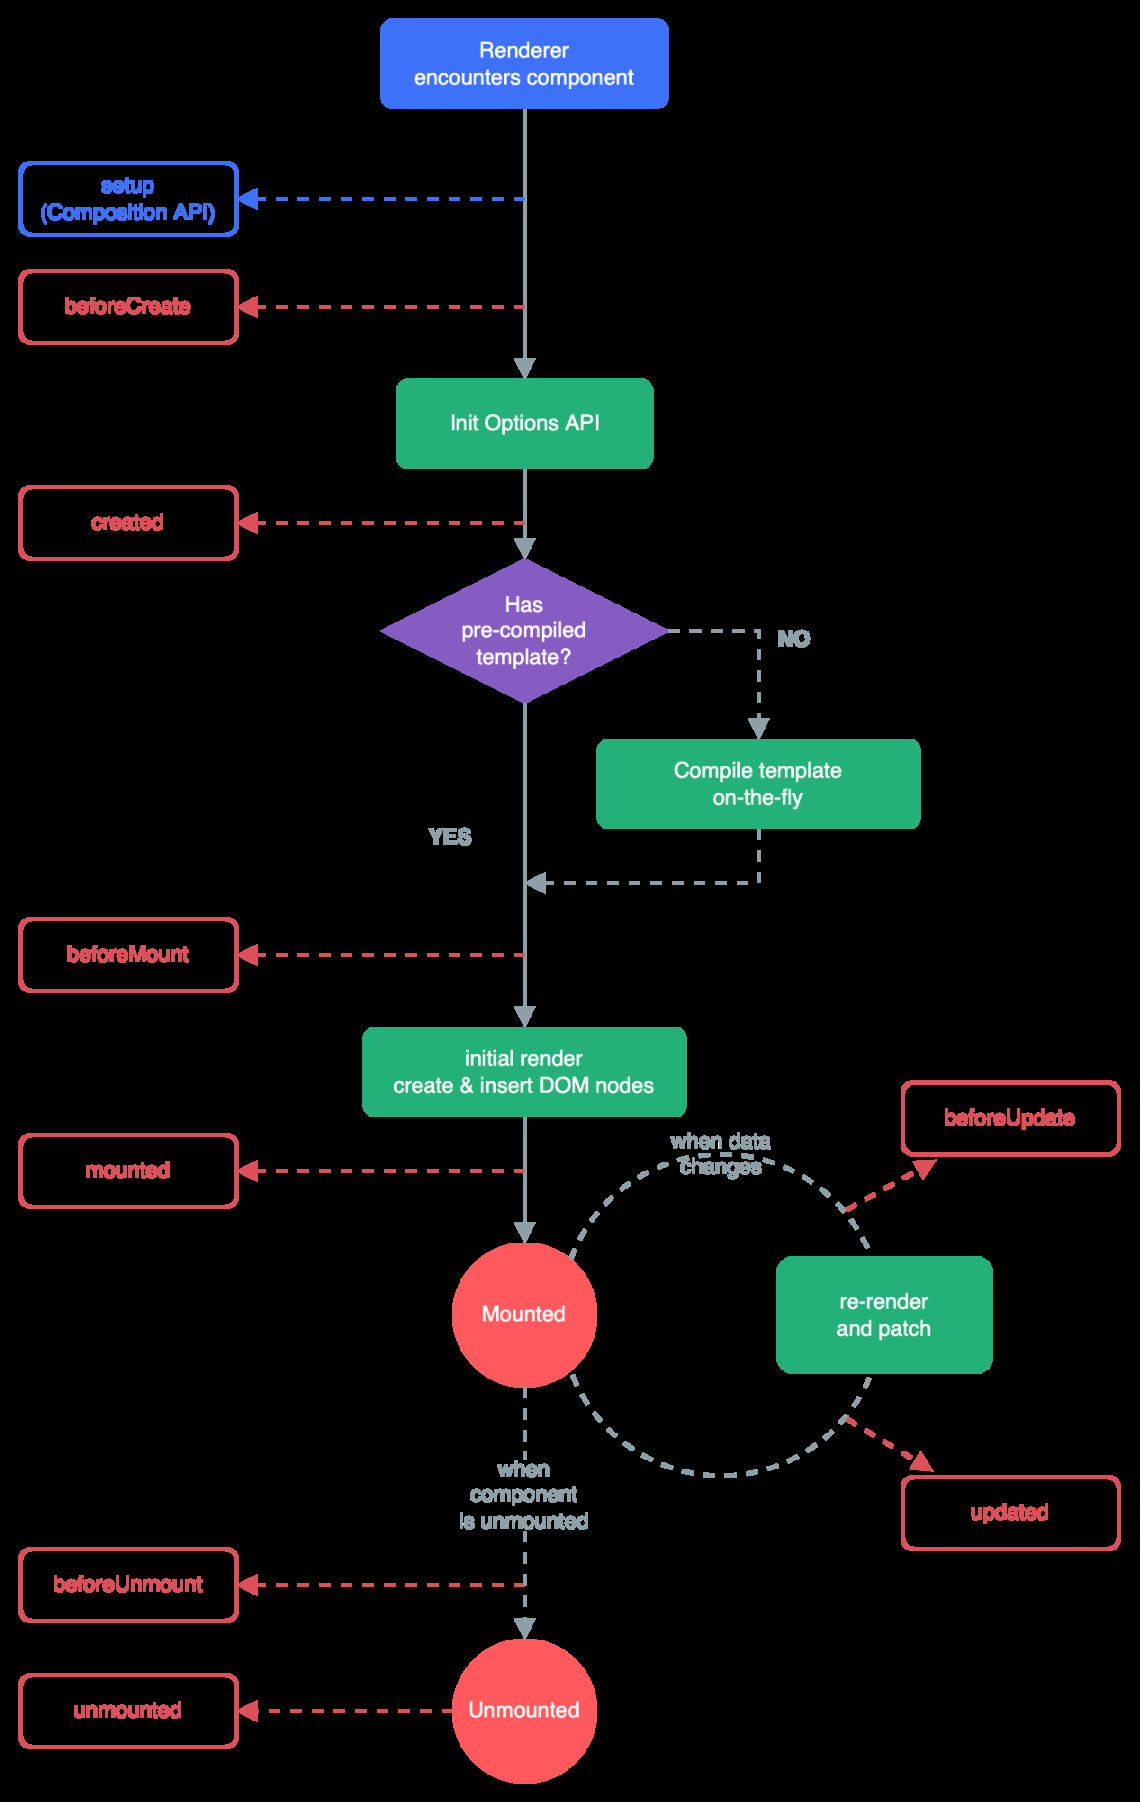 Renderer
encounters component
setup
(Composition API)
beforeCreate
Init Options API
created
Has
pre-compiled
template?
NO
Compile template
on-the-fly
YES
beforeMount
initial render
create & insert DOM nodes
beforeUpdate
mounted
when data
changes
Mounted
re-render
and patch
when
component
is unmounted
updated
beforeUnmount
unmounted
Unmounted